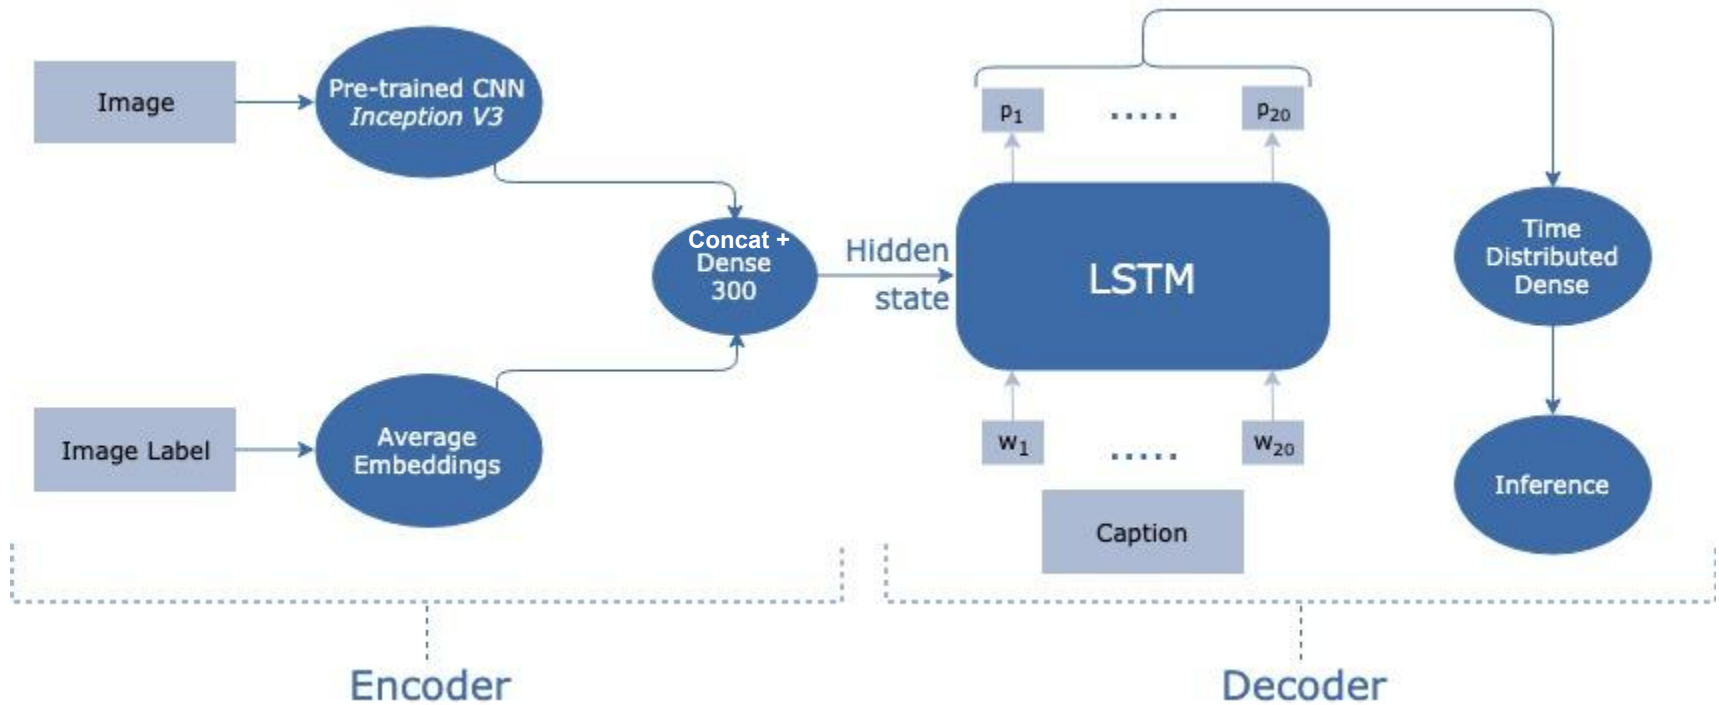 Image
Pre-trained CNN
Inception V3
Image Label
Average
Embeddings
Concat +
Dense
300
Hidden
state
p1 ..... p20
LSTM
w1 ..... w20
Caption
Time
Distributed
Dense
Inference
Encoder
Decoder